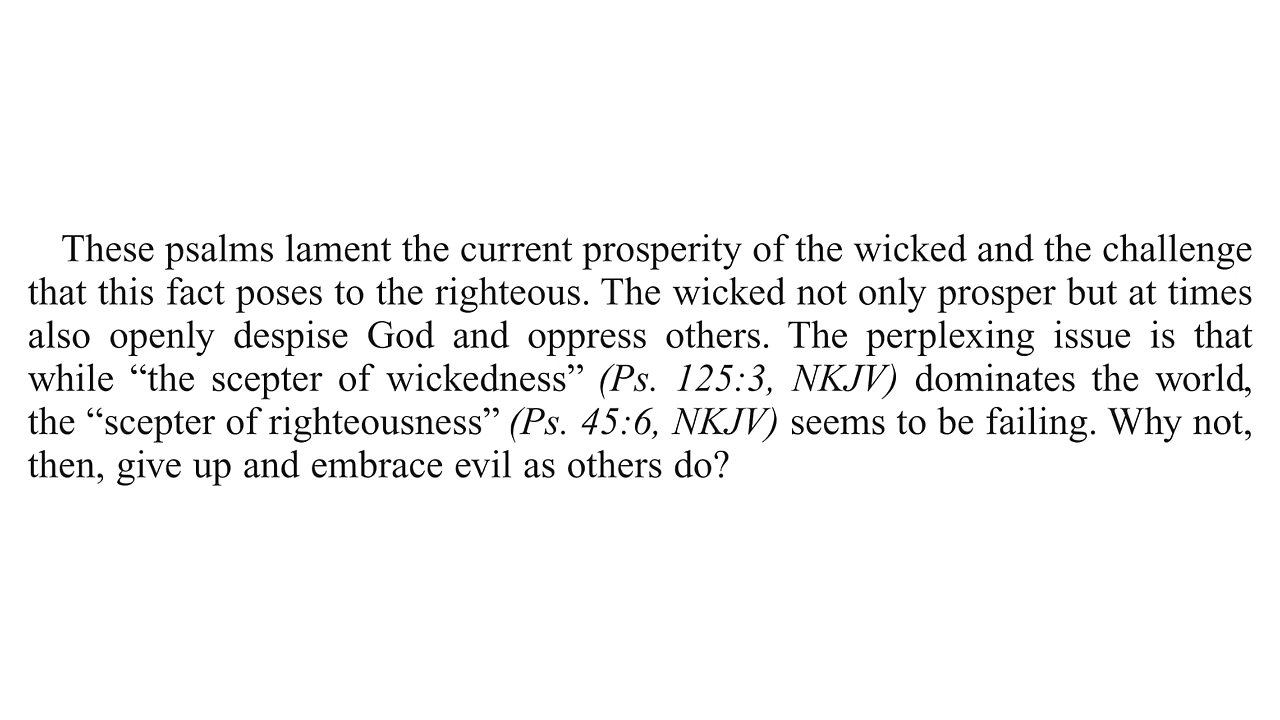 These psalms lament the current prosperity of the wicked and the challenge
that this fact poses to the righteous. The wicked not only prosper but at times
also openly despise God and oppress others. The perplexing issue is that
while “the scepter of wickedness” (Ps. 125:3, NKJV) dominates the world,
the “scepter of righteousness” (Ps. 45:6, NKJV) seems to be failing. Why not,
then, give up and embrace evil as others do?